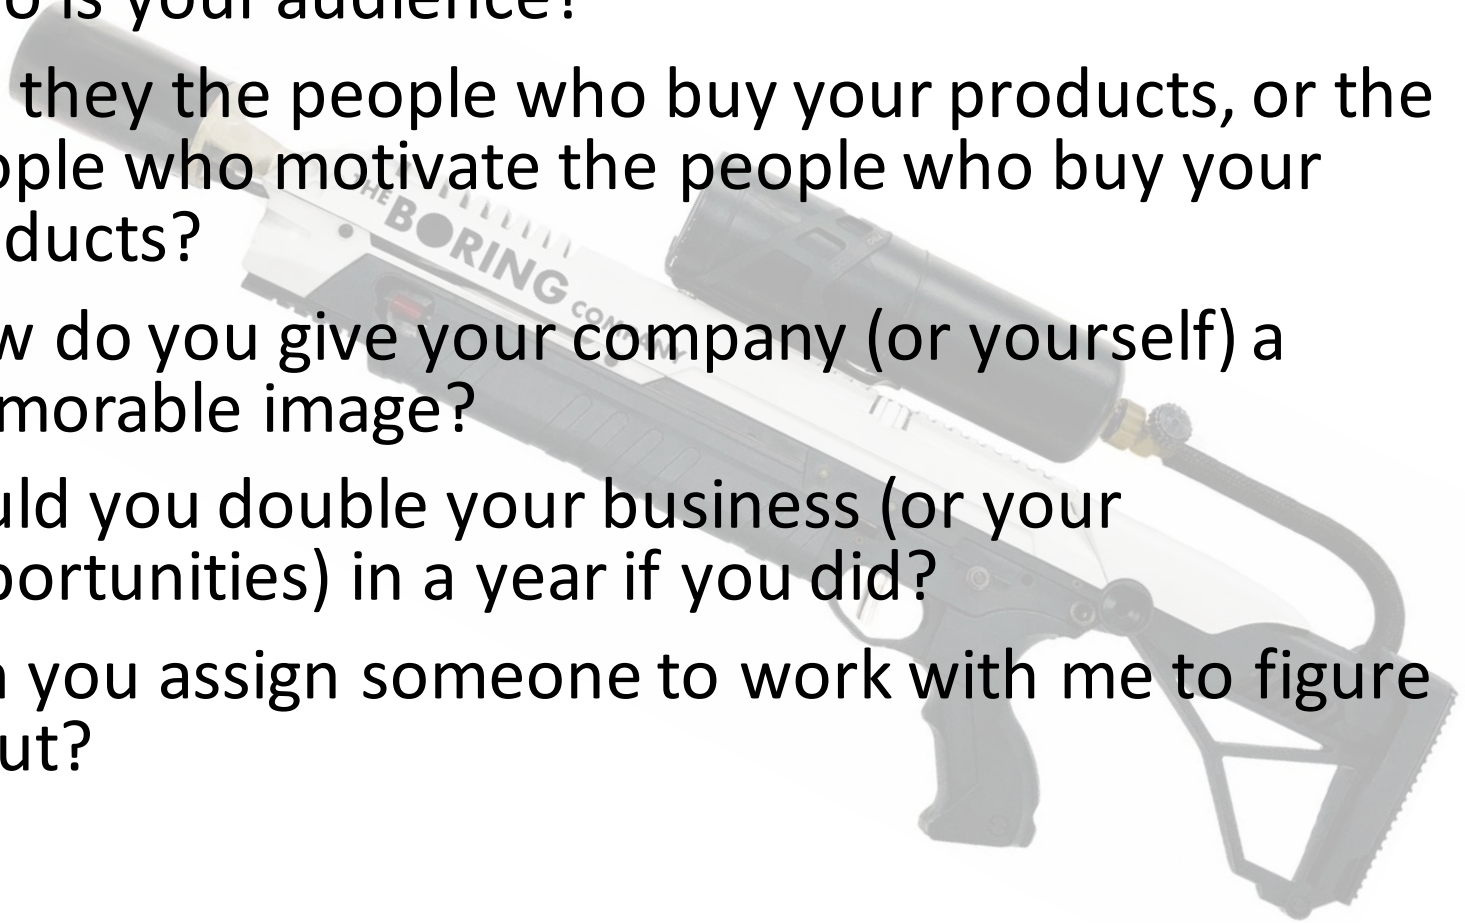 o is your audience?
they the people who buy your products, or the
ople who motivate the people who buy your
ducts?
THE
BORING
COMPANY
w do you give your company (or yourself) a
morable image?
uld you double your business (or your
portunities) in a year if you did?
you assign someone to work with me to figure
ut?